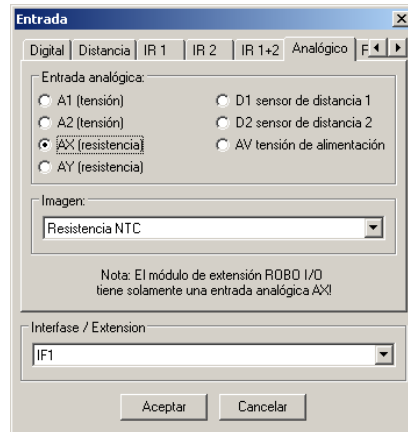 Entrada
Digital Distancia IR 1 IR 2 IR 1+2 Analógico F
Entrada analógica:
A1 (tensión) D1 sensor de distancia 1
A2 (tensión) D2 sensor de distancia 2
AX (resistencia) AV tensión de alimentación
AY (resistencia)
Imagen:
Resistencia NTC
Nota: El módulo de extensión ROBO I/O
tiene solamente una entrada analógica AX!
Interfase / Extension
IF1
Aceptar Cancelar